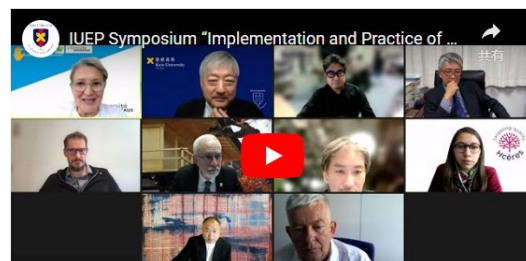 IUEP Symposium “Implementation and Practice of ...
共有
Keio University
Hcéres